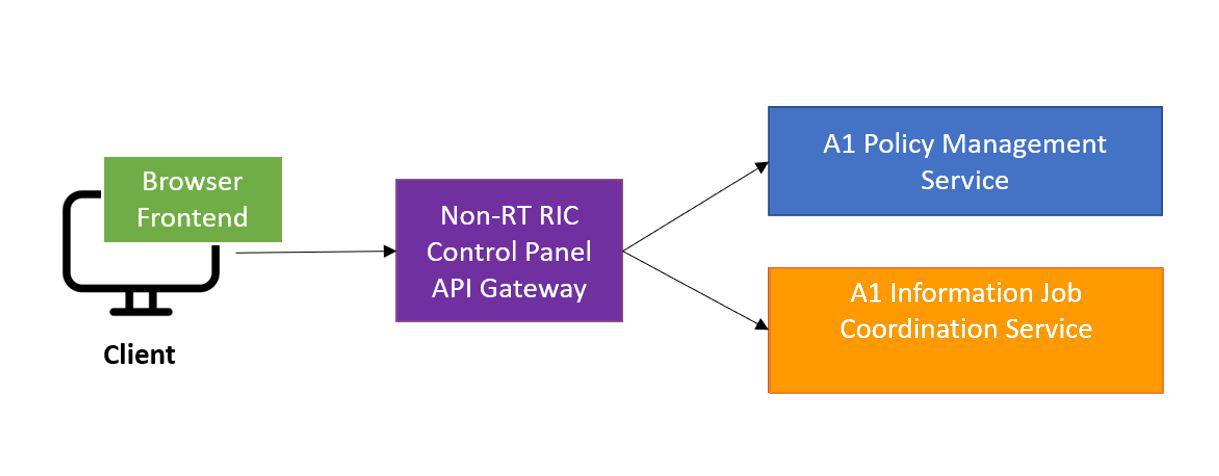 Browser
Frontend
Client
Non-RT RIC
Control Panel
API Gateway
A1 Policy Management
Service
A1 Information Job
Coordination Service